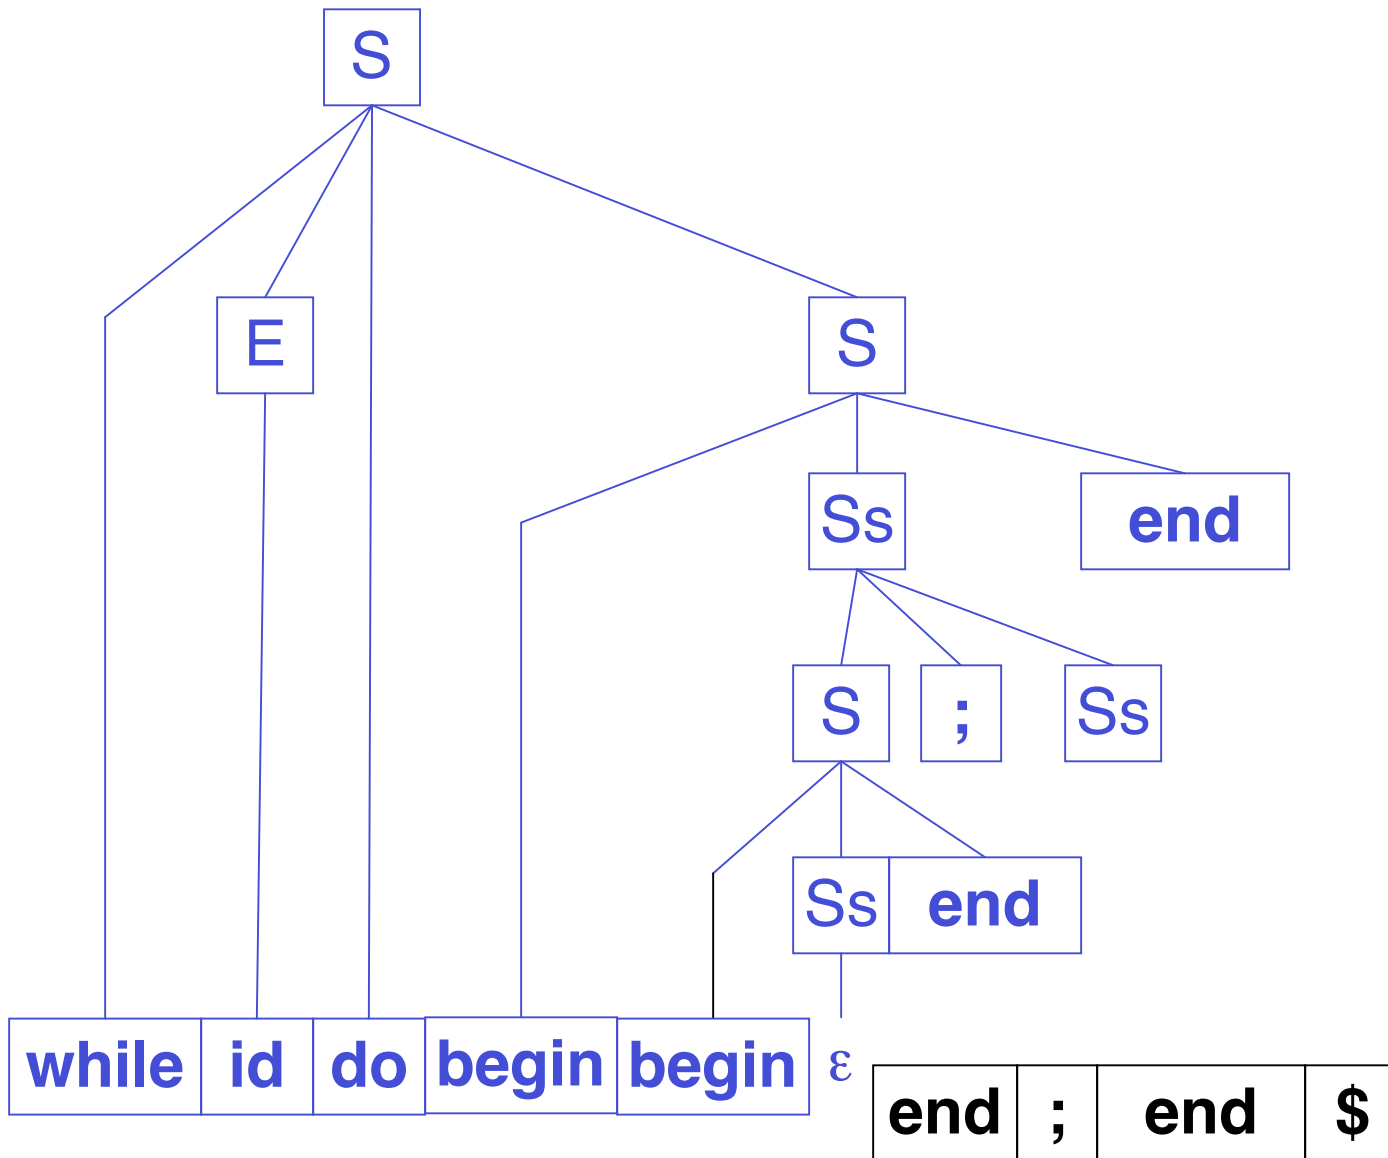 S
E S
Ss end
S ; Ss
Ss end
while id do begin begin ε
end ; end $